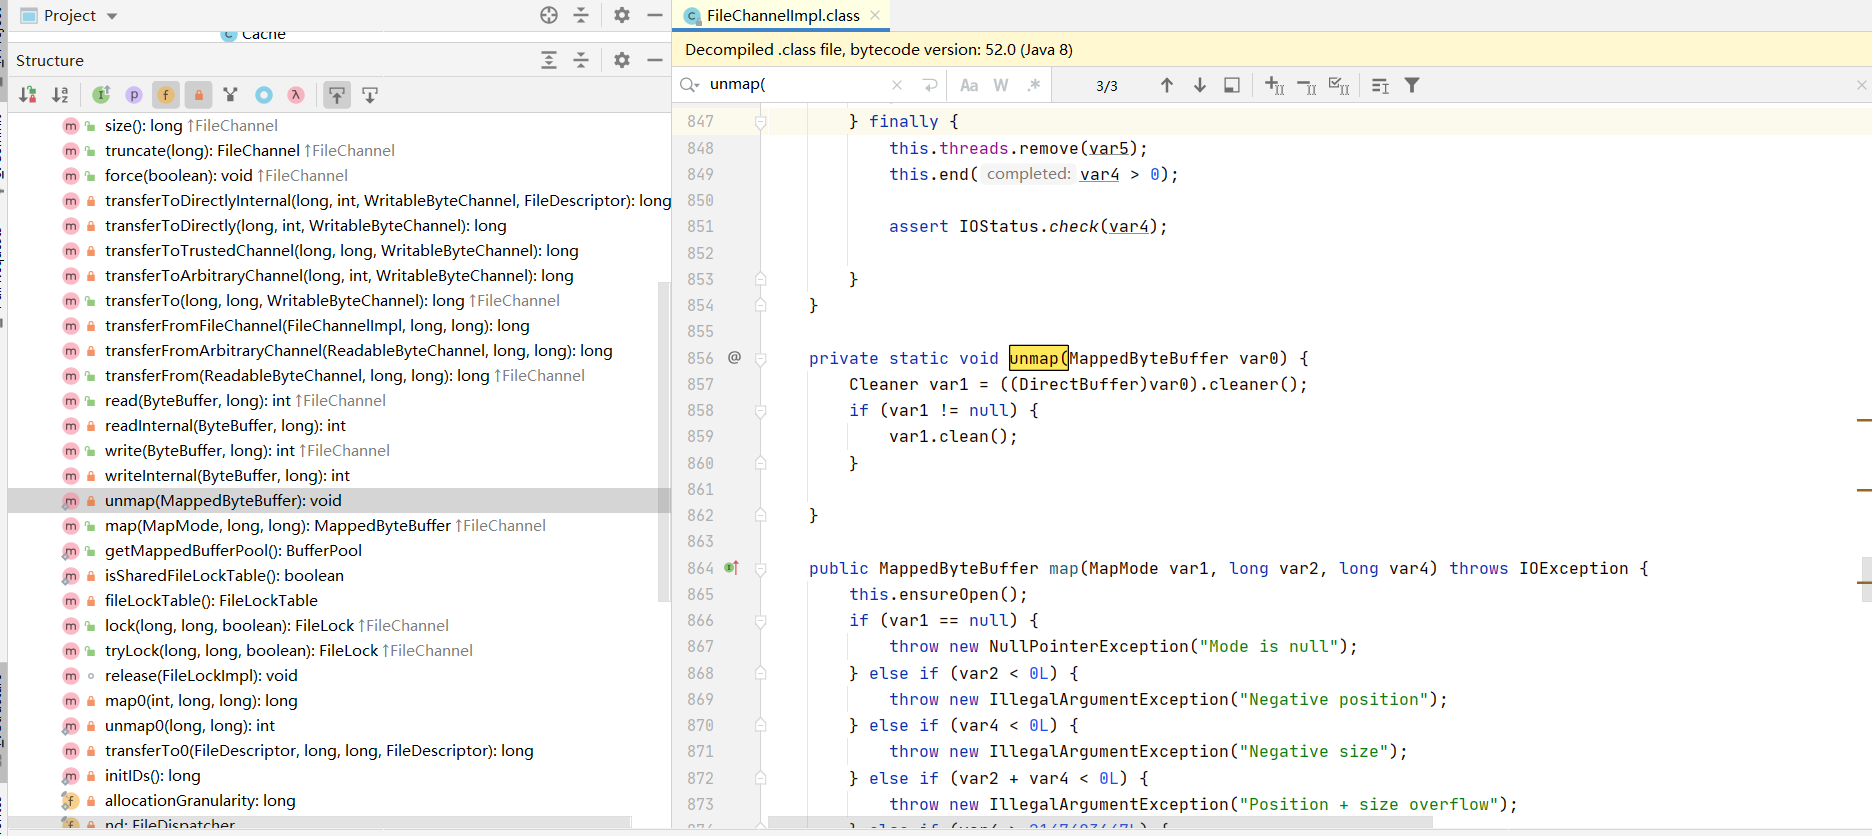 Project
Cache
Structure
size(): long ↑FileChannel
truncate(long): FileChannel ↑FileChannel
force(boolean): void ↑FileChannel
transferToDirectlyInternal(long, int, WritableByteChannel, FileDescriptor): long
transferToDirectly(long, int, WritableByteChannel): long
transferToTrustedChannel(long, long, WritableByteChannel): long
transferToArbitraryChannel(long, int, WritableByteChannel): long
transferTo(long, long, WritableByteChannel): long ↑FileChannel
transferFromFileChannel(FileChannelImpl, long, long): long
transferFromArbitraryChannel(ReadableByteChannel, long, long): long
transferFrom(ReadableByteChannel, long, long): long ↑FileChannel
read(ByteBuffer, long): int ↑FileChannel
readInternal(ByteBuffer, long): int
write(ByteBuffer, long): int ↑FileChannel
writeInternal(ByteBuffer, long): int
unmap(MappedByteBuffer): void
map(MapMode, long, long): MappedByteBuffer ↑FileChannel
getMappedBufferPool(): BufferPool
isSharedFileLockTable(): boolean
fileLockTable(): FileLockTable
lock(long, long, boolean): FileLock ↑FileChannel
tryLock(long, long, boolean): FileLock ↑FileChannel
release(FileLockImpl): void
map0(int, long, long): long
unmap0(long, long): int
transferTo0(FileDescriptor, long, long, FileDescriptor): long
initIDs(): long
allocationGranularity: long
nd: FileDispatcher
FileChannelImpl.class
Decompiled .class file, bytecode version: 52.0 (Java 8)
unmap( Aa W .* 3/3
847 } finally {
848 this.threads.remove(var5);
849 this.end( completed: var4 > 0);
850
851 assert IOStatus.check(var4);
852
853 }
854 }
855
856 @ private static void unmap(MappedByteBuffer var0) {
857 Cleaner var1 = ((DirectBuffer)var0).cleaner();
858 if (var1 != null) {
859 var1.clean();
860 }
861
862 }
863
864 public MappedByteBuffer map(MapMode var1, long var2, long var4) throws IOException {
865 this.ensureOpen();
866 if (var1 == null) {
867 throw new NullPointerException("Mode is null");
868 } else if (var2 < 0L) {
869 throw new IllegalArgumentException("Negative position");
870 } else if (var4 < 0L) {
871 throw new IllegalArgumentException("Negative size");
872 } else if (var2 + var4 < 0L) {
873 throw new IllegalArgumentException("Position + size overflow");
874 } else if (var4 > 2147483647L) {